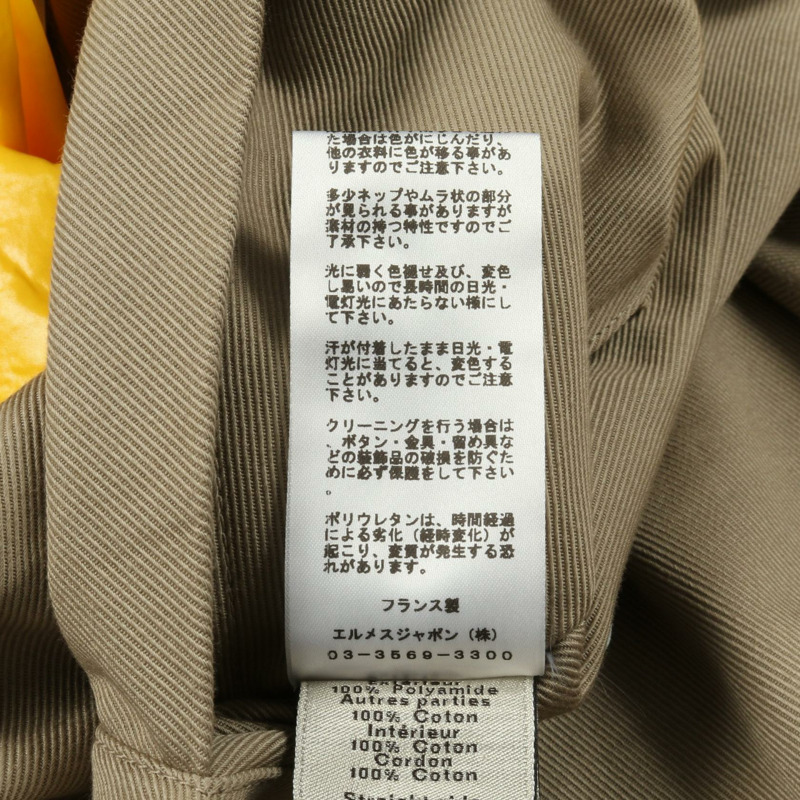 た場合は色がにじんだり、
他の衣料に色が移る事があ
りますのでご注意下さい。
多少ネップやムラ状の部分
が見られる事がありますが
素材の持つ特性ですのでご
了承下さい。
光に弱く色褪せ及び、変色
し易いので長時間の日光・
電灯光にあたらない様にし
て下さい。
汗が付着したまま日光・電
灯光に当てると、変色する
ことがありますのでご注意
下さい。
クリーニングを行う場合は
、ボタン・金具・留め具な
どの装飾品の破損を防ぐた
めに必ず保護をして下さい
。
ポリウレタンは、時間経過
による劣化（経時変化）が
起こり、変質が発生する恐
れがあります。
フランス製
エルメスジャポン（株）
03-3569-3300
Extérieur
100% Polyamide
Autres parties
100% Coton
Intérieur
100% Coton
Cordon
100% Coton